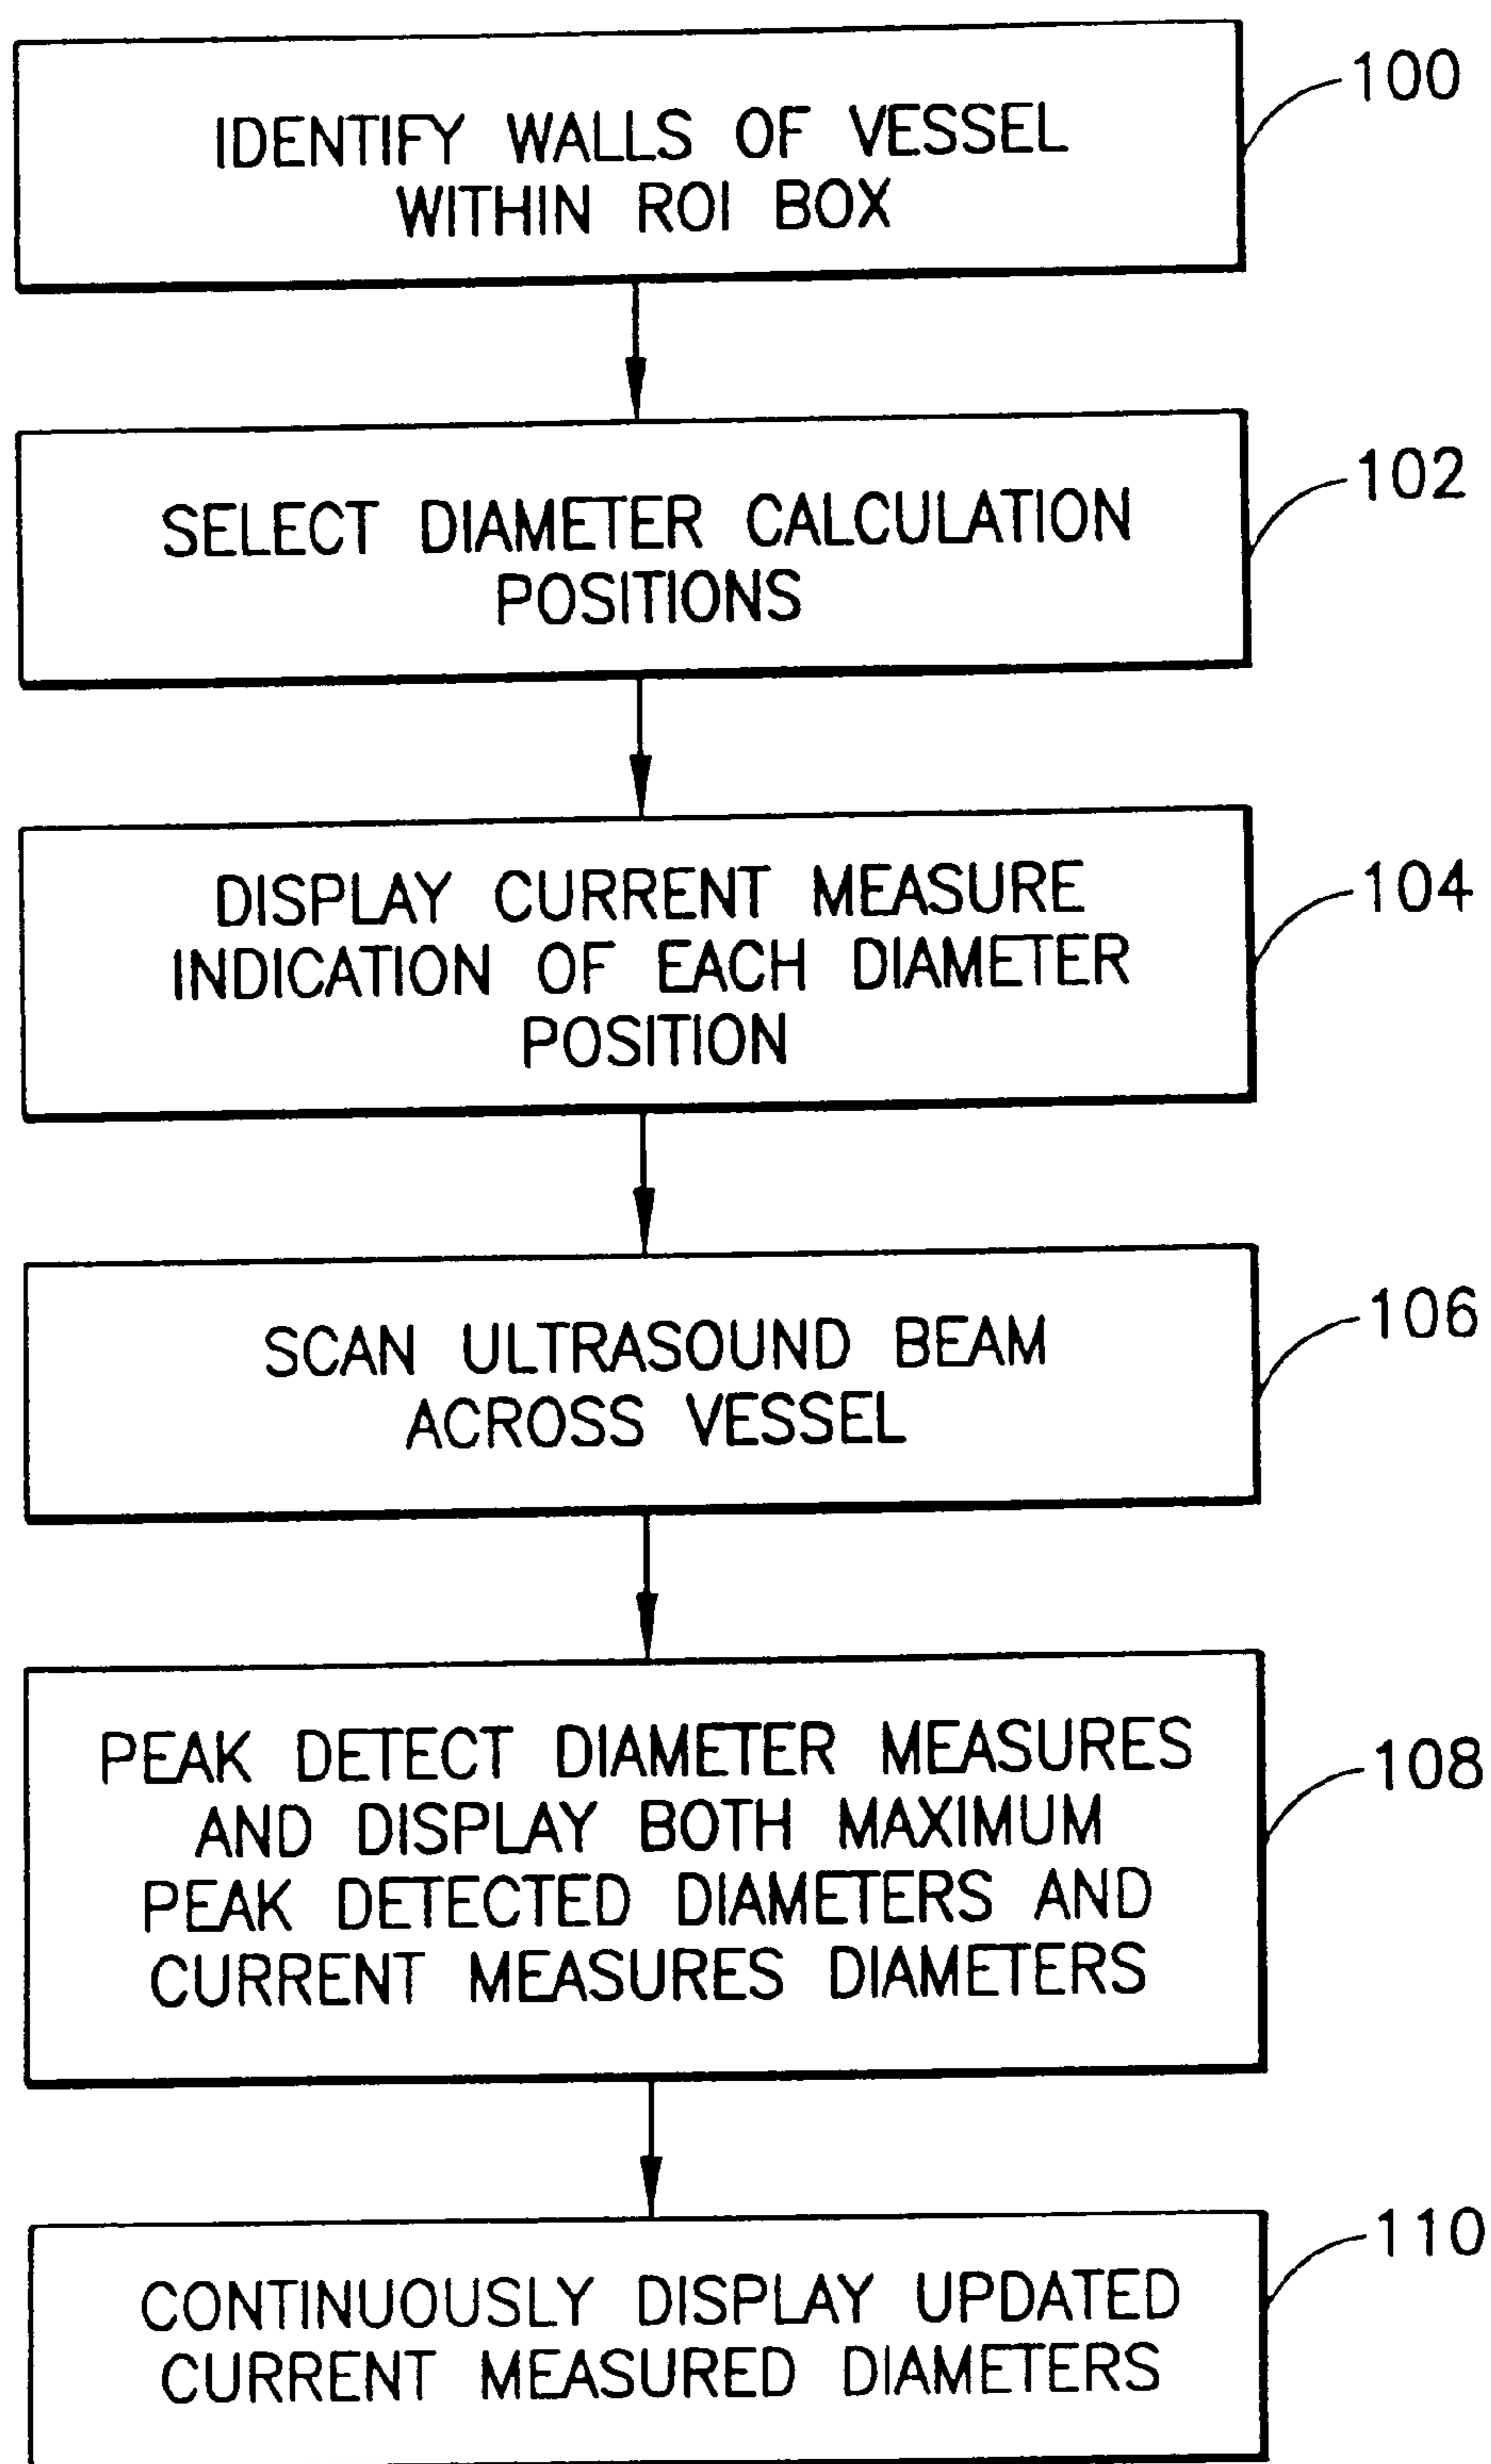 IDENTIFY WALLS OF VESSEL
WITHIN ROI BOX
100
SELECT DIAMETER CALCULATION
POSITIONS
102
DISPLAY CURRENT MEASURE
INDICATION OF EACH DIAMETER
POSITION
104
SCAN ULTRASOUND BEAM
ACROSS VESSEL
106
PEAK DETECT DIAMETER MEASURES
AND DISPLAY BOTH MAXIMUM
PEAK DETECTED DIAMETERS AND
CURRENT MEASURES DIAMETERS
108
CONTINUOUSLY DISPLAY UPDATED
CURRENT MEASURED DIAMETERS
110